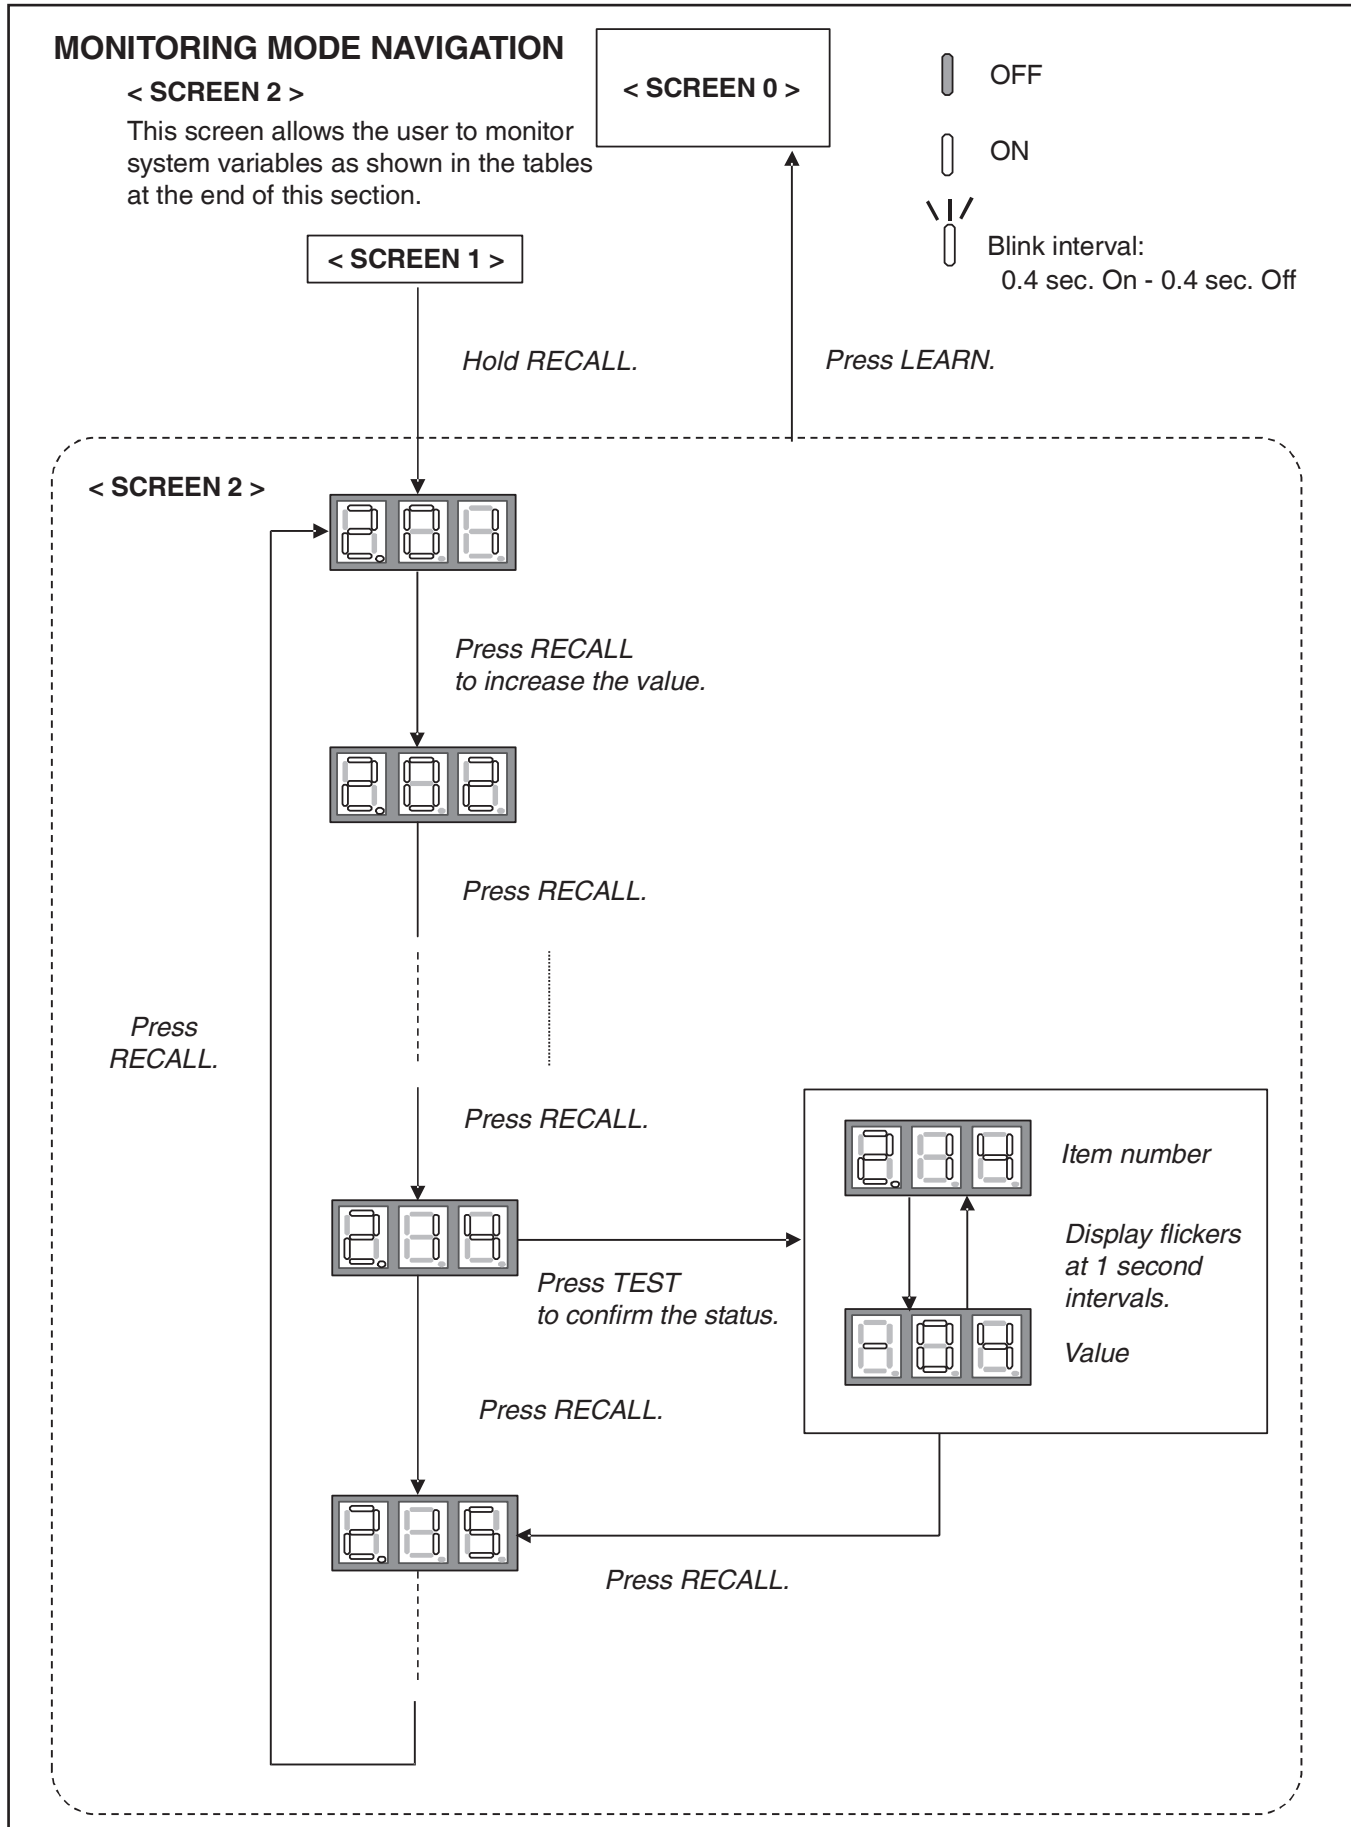 MONITORING MODE NAVIGATION
< SCREEN 2 >
This screen allows the user to monitor
system variables as shown in the tables
at the end of this section.
< SCREEN 0 >
OFF
ON
Blink interval:
0.4 sec. On - 0.4 sec. Off
< SCREEN 1 >
Hold RECALL.
Press LEARN.
< SCREEN 2 >
2.01
Press RECALL
to increase the value.
2.02
Press RECALL.
Press
RECALL.
Press RECALL.
2.14
Press TEST
to confirm the status.
2.14
Item number
Display flickers
at 1 second
intervals.
-04
Value
Press RECALL.
2.15
Press RECALL.